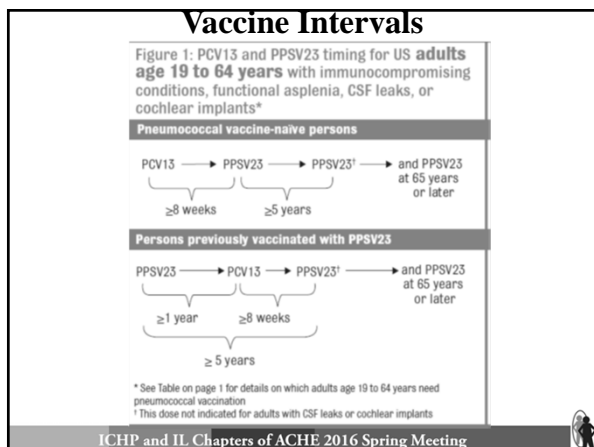 Vaccine Intervals
Figure 1: PCV13 and PPSV23 timing for US adults
age 19 to 64 years with immunocompromising
conditions, functional asplenia, CSF leaks, or
cochlear implants*
Pneumococcal vaccine-naïve persons
PCV13 → PPSV23 → PPSV23† → and PPSV23
at 65 years
or later
≥8 weeks ≥5 years
Persons previously vaccinated with PPSV23
PPSV23 → PCV13 → PPSV23† → and PPSV23
at 65 years
or later
≥1 year ≥8 weeks
≥ 5 years
* See Table on page 1 for details on which adults age 19 to 64 years need
pneumococcal vaccination
† This dose not indicated for adults with CSF leaks or cochlear implants
ICHP and IL Chapters of ACHE 2016 Spring Meeting